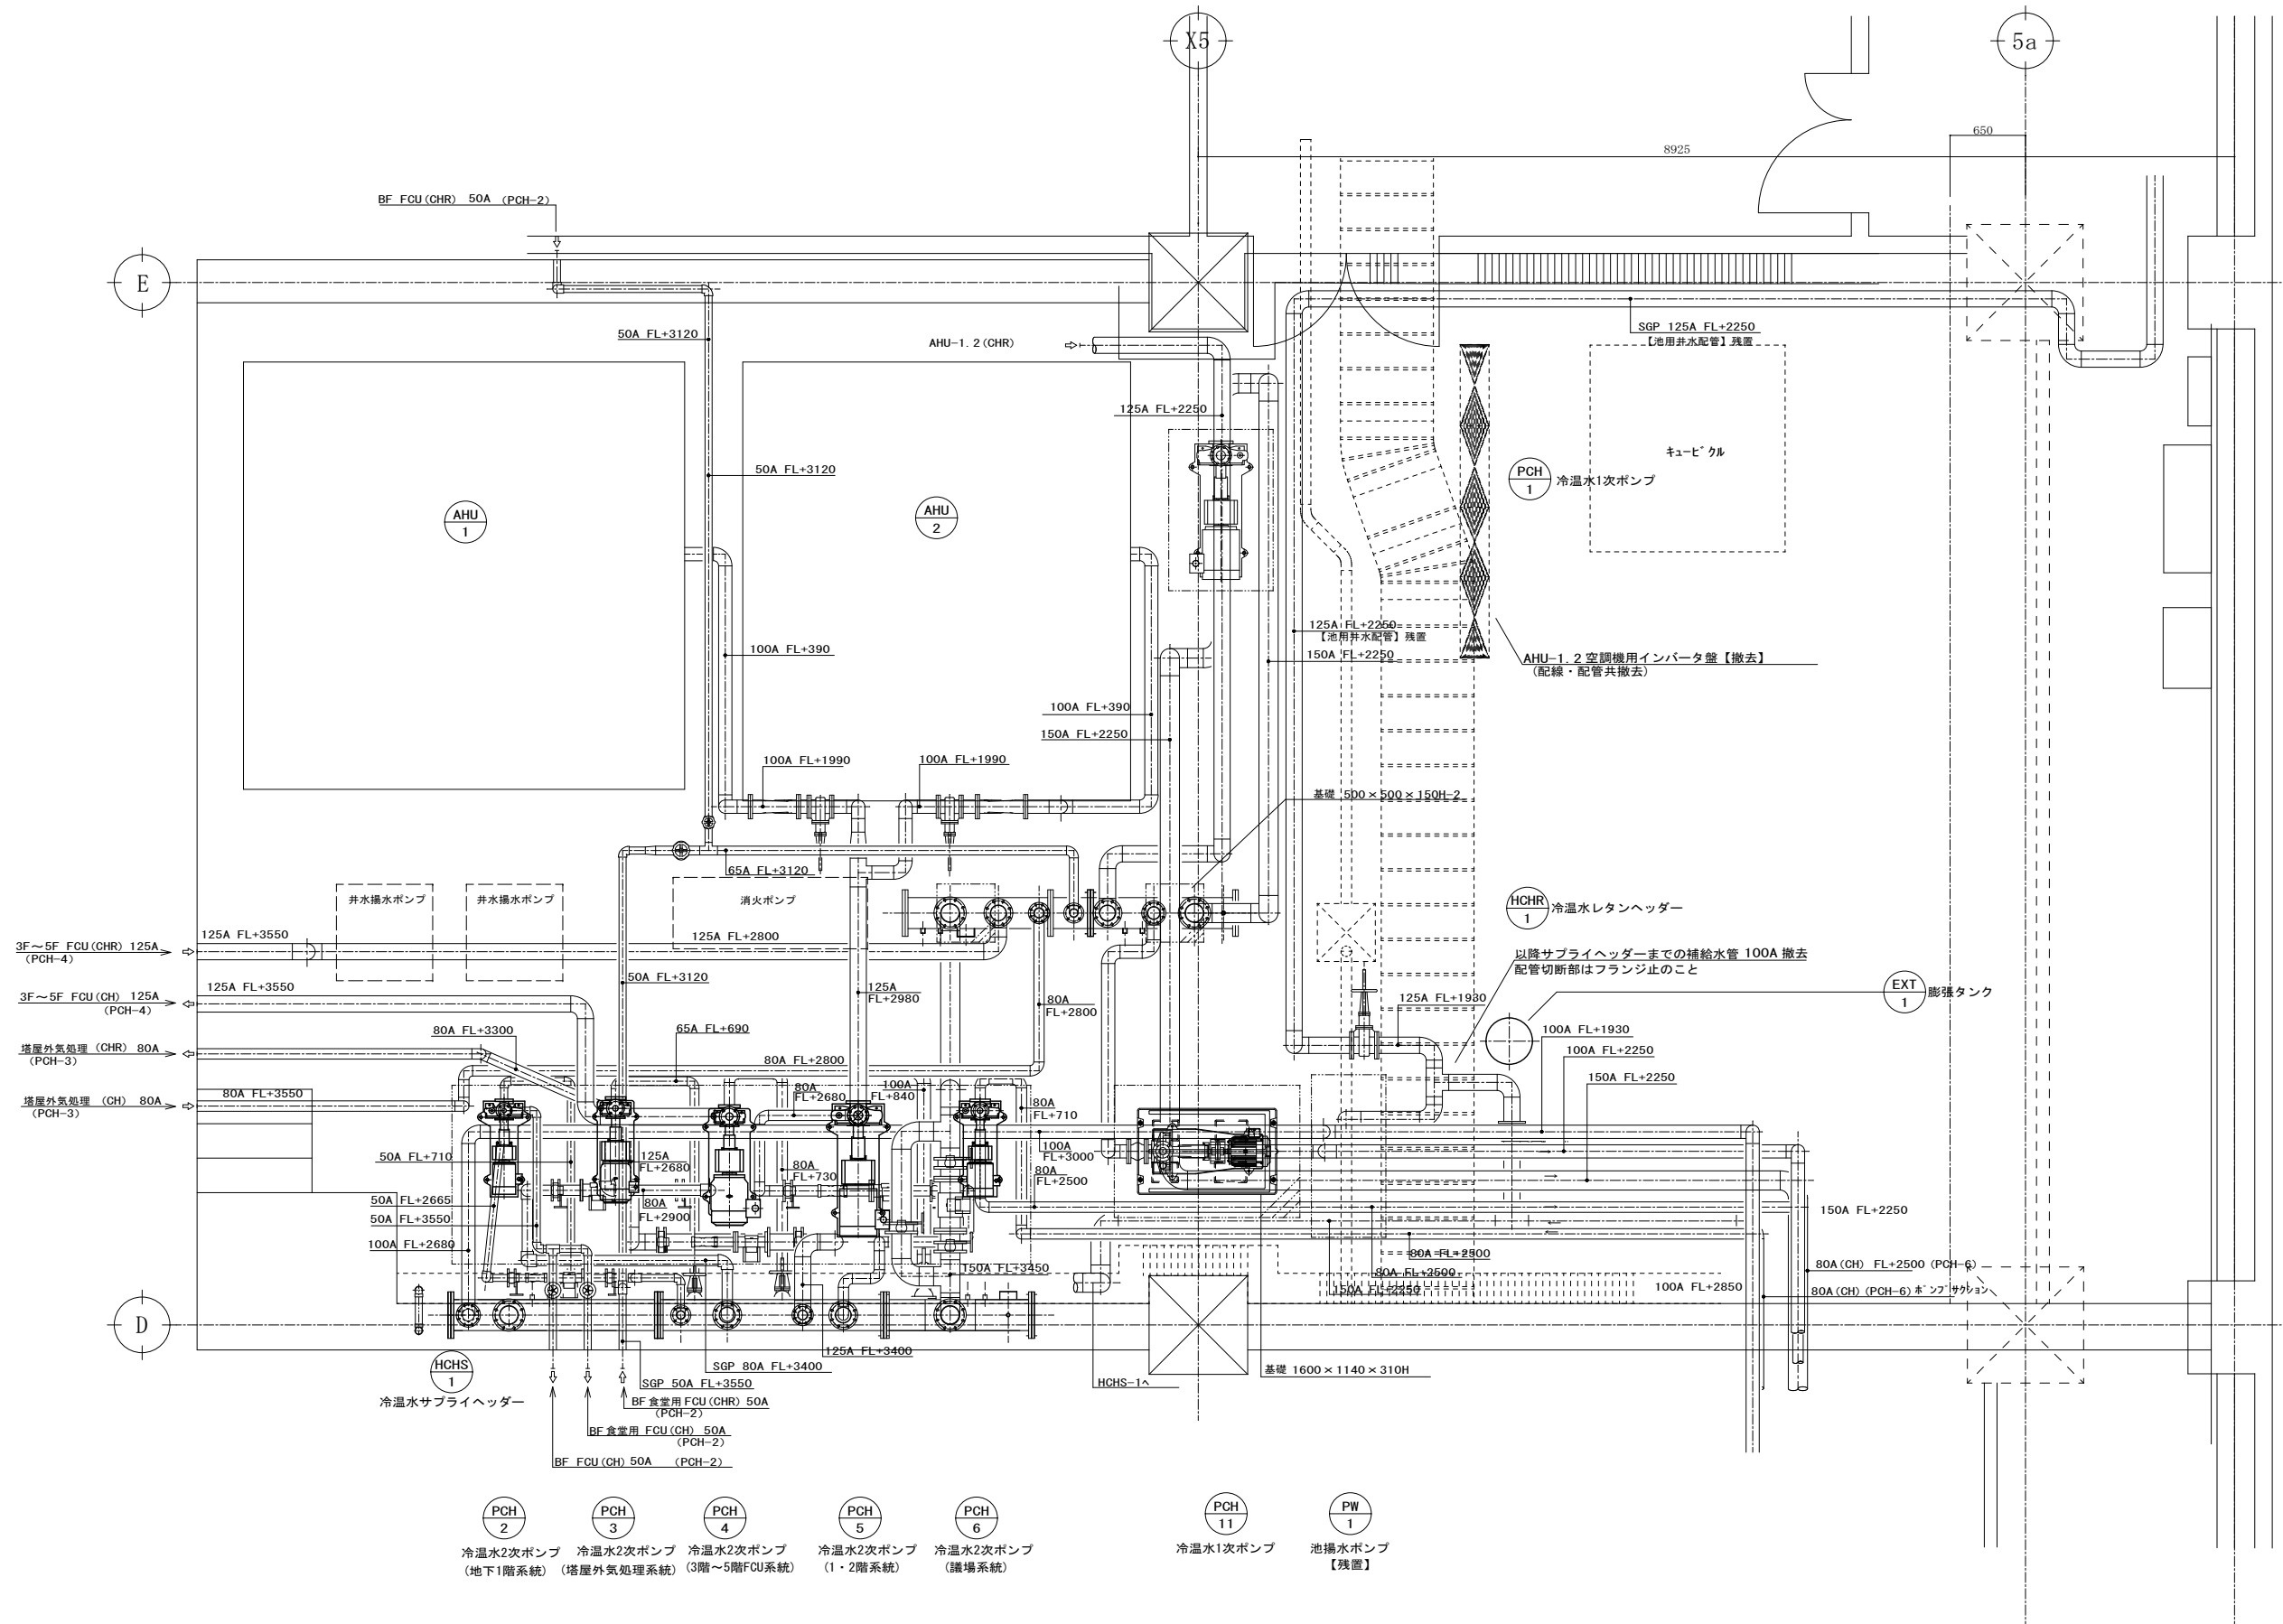 X5
5a
650
8925
BF FCU(CHR) 50A (PCH-2)
E
50A FL+3120
AHU-1.2(CHR)
SGP 125A FL+2250
【池用井水配管】残置
125A FL+2250
キュービクル
50A FL+3120
PCH
1
冷温水1次ポンプ
AHU
1
AHU
2
125A FL+2250
【池用井水配管】残置
100A FL+390
150A FL+2250
AHU-1.2 空調機用インバータ盤【撤去】
(配線・配管共撤去)
100A FL+390
150A FL+2250
100A FL+1990
100A FL+1990
基礎 500×500×150H-2
65A FL+3120
井水揚水ポンプ
井水揚水ポンプ
消火ポンプ
HCHR
1
冷温水レタンヘッダー
125A FL+3550
125A FL+2800
3F～5F FCU(CHR) 125A
(PCH-4)
以降サプライヘッダーまでの補給水管 100A 撤去
配管切断部はフランジ止のこと
50A FL+3120
125A FL+3550
125A
FL+2980
80A
FL+2800
125A FL+1930
EXT
1
膨張タンク
3F～5F FCU(CH) 125A
(PCH-4)
80A FL+3300
65A FL+690
100A FL+1930
塔屋外気処理 (CHR) 80A
(PCH-3)
80A FL+2800
100A FL+2250
150A FL+2250
80A
FL+2680
100A
FL+840
80A FL+3550
塔屋外気処理 (CH) 80A
(PCH-3)
80A
FL+710
100A
FL+3000
50A FL+710
125A
FL+2680
80A
FL+730
80A
FL+2500
50A FL+2665
80A
FL+2900
150A FL+2250
50A FL+3550
100A FL+2680
80A FL+2500
150A FL+3450
80A FL+2500
80A(CH) FL+2500 (PCH-6)
150A FL+2250
100A FL+2850
80A(CH)(PCH-6)ポンプサクション
D
125A FL+3400
HCHS
1
冷温水サプライヘッダー
SGP 80A FL+3400
SGP 50A FL+3550
HCHS-1へ
基礎 1600×1140×310H
BF 食堂用 FCU(CHR) 50A
(PCH-2)
BF 食堂用 FCU(CH) 50A
(PCH-2)
BF FCU(CH) 50A (PCH-2)
PCH
2
冷温水2次ポンプ
(地下1階系統)
PCH
3
冷温水2次ポンプ
(塔屋外気処理系統)
PCH
4
冷温水2次ポンプ
(3階～5階FCU系統)
PCH
5
冷温水2次ポンプ
(1・2階系統)
PCH
6
冷温水2次ポンプ
(議場系統)
PCH
11
冷温水1次ポンプ
PW
1
池揚水ポンプ
【残置】